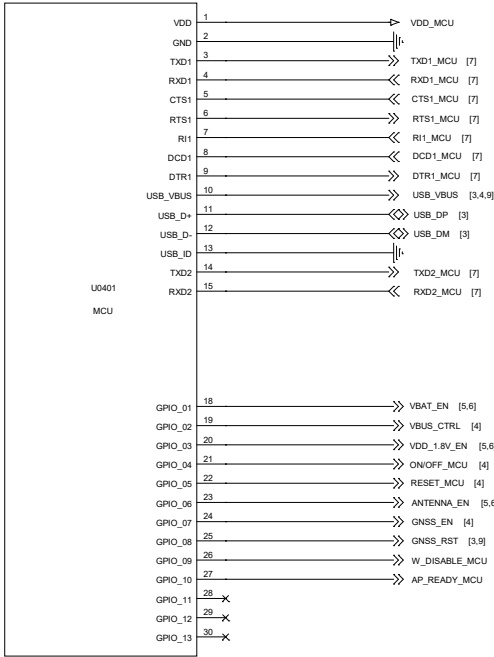 VDD 1 VDD_MCU
GND 2
TXD1 3 TXD1_MCU [7]
RXD1 4 RXD1_MCU [7]
CTS1 5 CTS1_MCU [7]
RTS1 6 RTS1_MCU [7]
RI1 7 RI1_MCU [7]
DCD1 8 DCD1_MCU [7]
DTR1 9 DTR1_MCU [7]
USB_VBUS 10 USB_VBUS [3,4,9]
USB_D+ 11 USB_DP [3]
USB_D- 12 USB_DM [3]
USB_ID 13
TXD2 14 TXD2_MCU [7]
RXD2 15 RXD2_MCU [7]
U0401
MCU
GPIO_01 18 VBAT_EN [5,6]
GPIO_02 19 VBUS_CTRL [4]
GPIO_03 20 VDD_1.8V_EN [5,6
GPIO_04 21 ON/OFF_MCU [4]
GPIO_05 22 RESET_MCU [4]
GPIO_06 23 ANTENNA_EN [5,6
GPIO_07 24 GNSS_EN [4]
GPIO_08 25 GNSS_RST [3,9]
GPIO_09 26 W_DISABLE_MCU
GPIO_10 27 AP_READY_MCU
GPIO_11 28
GPIO_12 29
GPIO_13 30